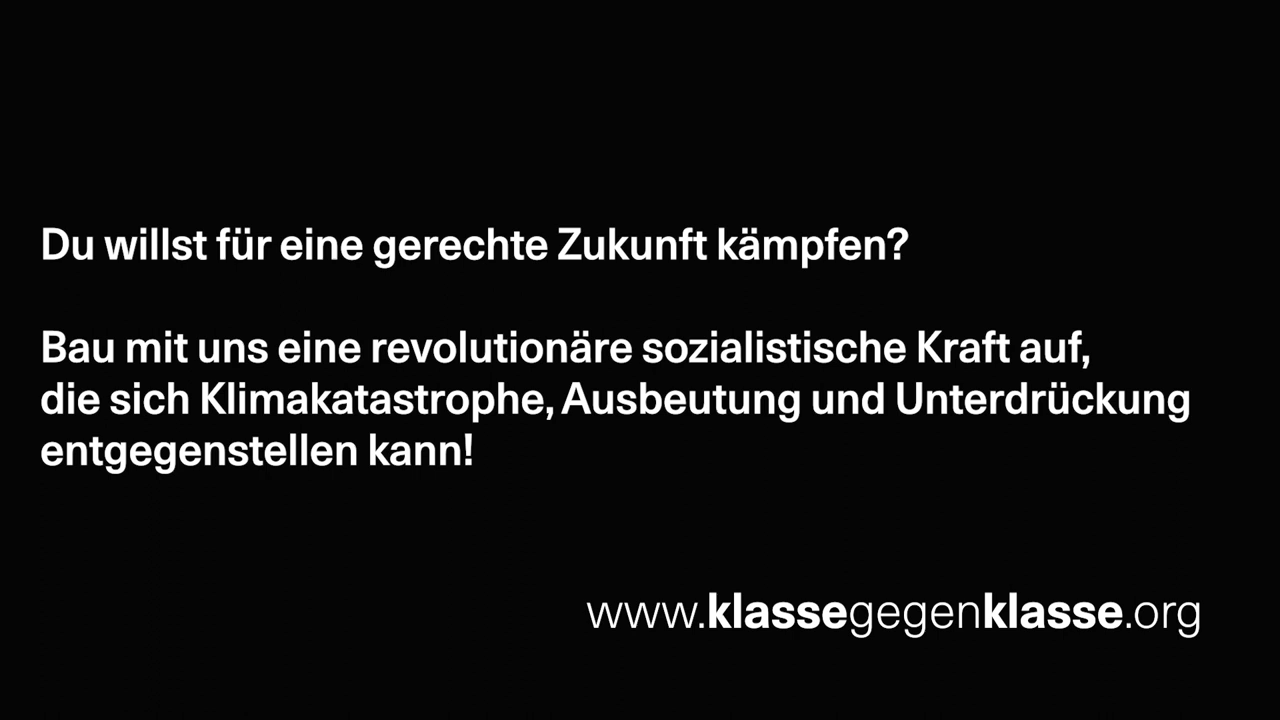 Du willst für eine gerechte Zukunft kämpfen?
Bau mit uns eine revolutionäre sozialistische Kraft auf,
die sich Klimakatastrophe, Ausbeutung und Unterdrückung
entgegenstellen kann!
www.klassegegenklasse.org